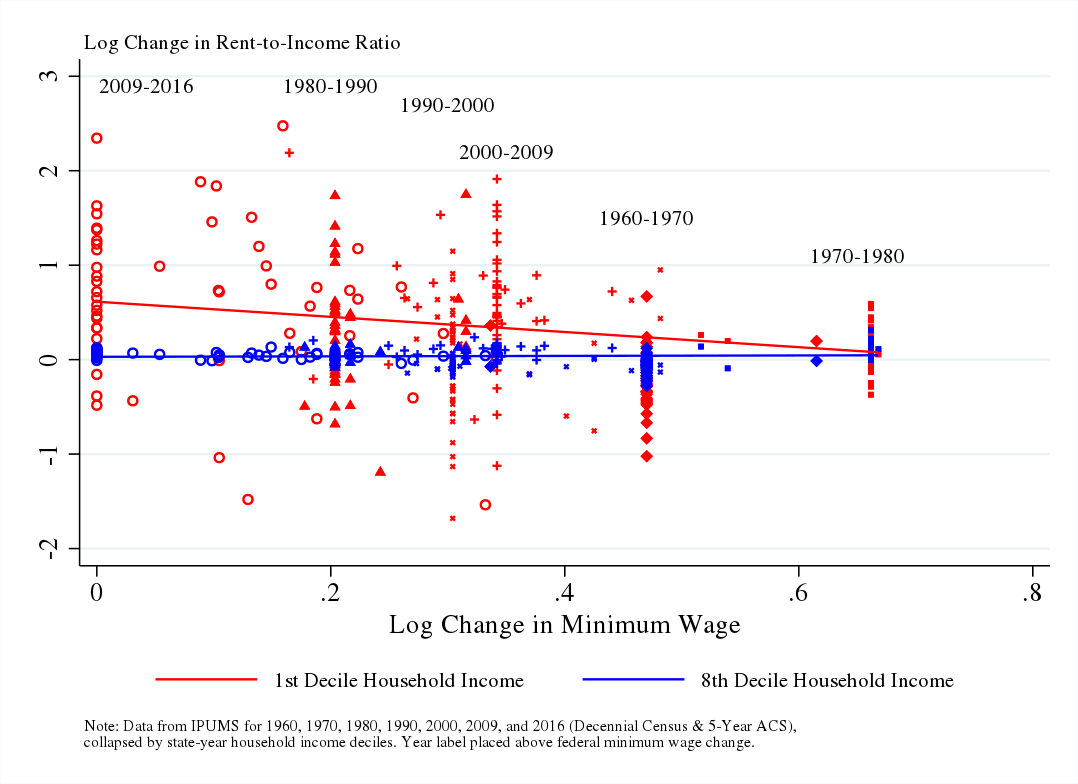 Log Change in Rent-to-Income Ratio
3
2009-2016
1980-1990
1990-2000
2
2000-2009
1960-1970
1
1970-1980
0
-1
-2
0
.2
.4
.6
.8
Log Change in Minimum Wage
1st Decile Household Income
8th Decile Household Income
Note: Data from IPUMS for 1960, 1970, 1980, 1990, 2000, 2009, and 2016 (Decennial Census & 5-Year ACS),
collapsed by state-year household income deciles. Year label placed above federal minimum wage change.